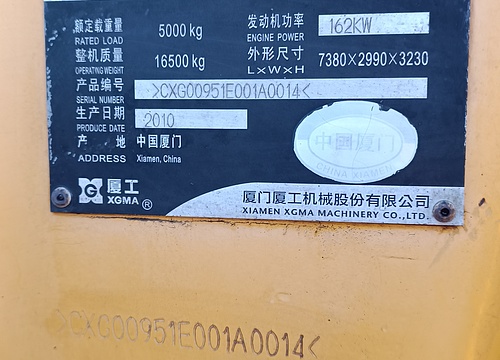 额定载重量 5000 kg 发动机功率 162KW
RATED LOAD ENGINE POWER
整机质量 16500 kg 外形尺寸 7380×2990×3230
OPERATING WEIGHT L×W×H
产品编号 >CXG00951E001A0014<
SERIAL NUMBER
生产日期 2010
PRODUCE DATE
产 地 中国厦门
ADDRESS Xiamen, China
中国厦门
CHINA XIAMEN
厦工
XGMA ®
厦门厦工机械股份有限公司
XIAMEN XGMA MACHINERY CO.,LTD.
>CXG00951E001A0014<